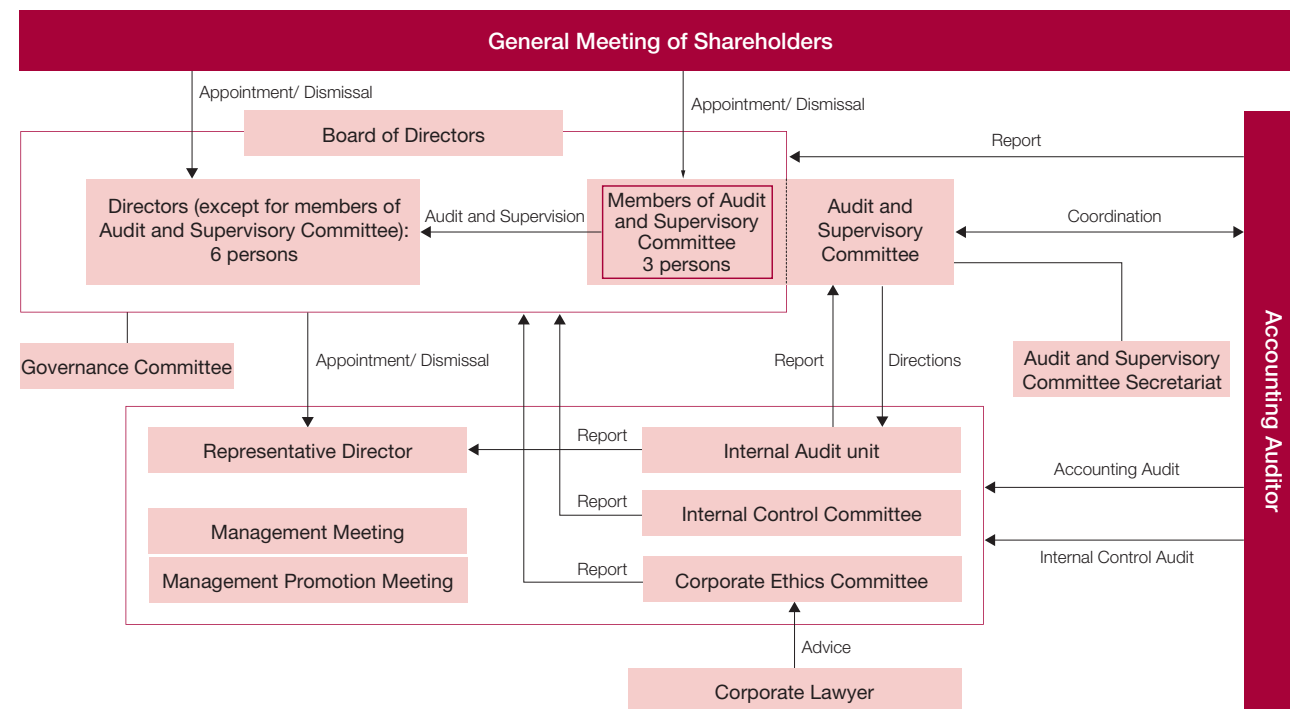 General Meeting of Shareholders
Appointment/ Dismissal
Appointment/ Dismissal
Board of Directors
Report
Directors (except for members of
Audit and Supervisory Committee):
6 persons
Audit and Supervision
Members of Audit
and Supervisory
Committee
3 persons
Audit and
Supervisory
Committee
Coordination
Accounting Auditor
Governance Committee
Appointment/ Dismissal
Report
Directions
Audit and Supervisory
Committee Secretariat
Representative Director
Report
Internal Audit unit
Accounting Audit
Management Meeting
Report
Internal Control Committee
Internal Control Audit
Management Promotion Meeting
Report
Corporate Ethics Committee
Advice
Corporate Lawyer